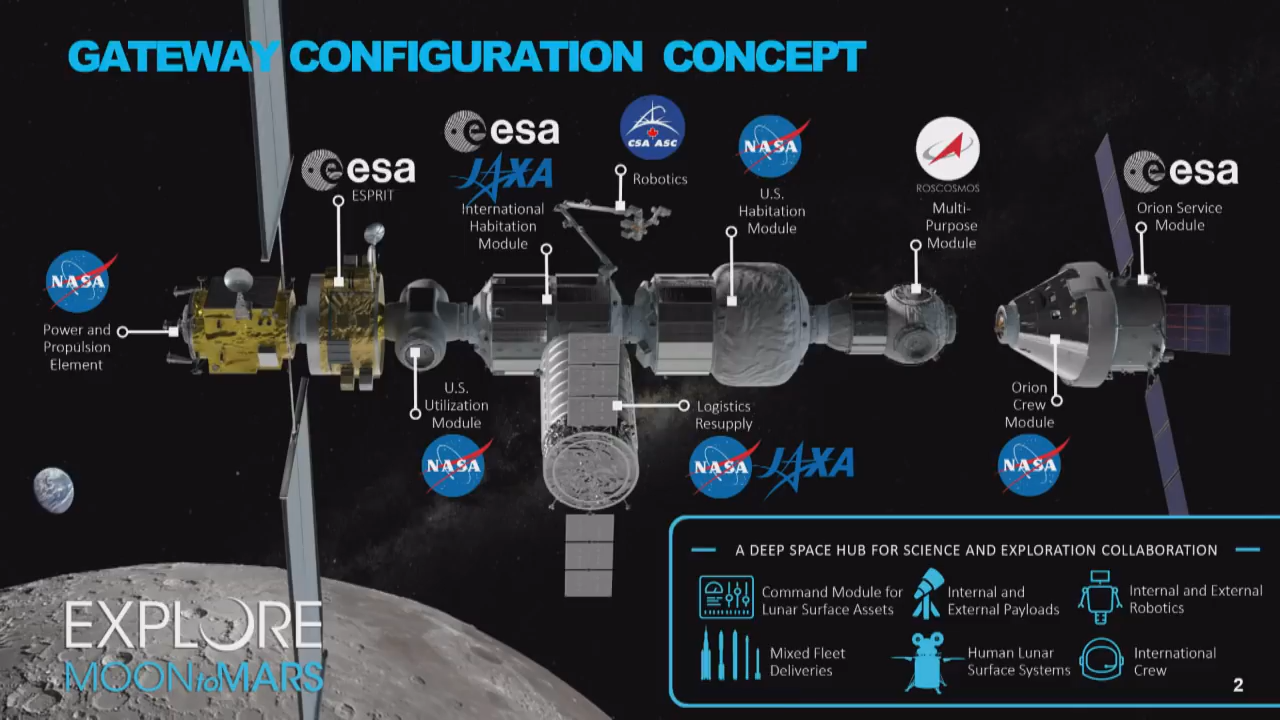 GATEWAY CONFIGURATION CONCEPT
esa
ESPRIT
esa
JAXA
International
Habitation
Module
CSA ASC
Robotics
NASA
U.S.
Habitation
Module
ROSCOSMOS
Multi-
Purpose
Module
esa
Orion Service
Module
NASA
Power and
Propulsion
Element
U.S.
Utilization
Module
NASA
Logistics
Resupply
NASA JAXA
Orion
Crew
Module
NASA
A DEEP SPACE HUB FOR SCIENCE AND EXPLORATION COLLABORATION
Command Module for
Lunar Surface Assets
Internal and
External Payloads
Internal and External
Robotics
Mixed Fleet
Deliveries
Human Lunar
Surface Systems
International
Crew
EXPLORE
MOONtoMARS
2